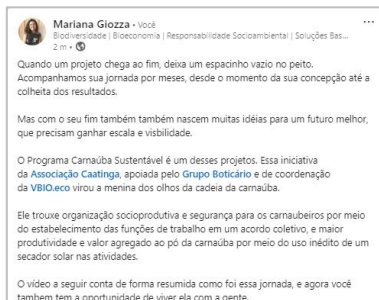 Mariana Giozza • Você
Biodiversidade | Bioeconomia | Responsabilidade Socioambiental | Soluções Bas...
2 m •
Quando um projeto chega ao fim, deixa um espacinho vazio no peito.
Acompanhamos sua jornada por meses, desde o momento da sua concepção até a
colheita dos resultados.
Mas com o seu fim também também nascem muitas idéias para um futuro melhor,
que precisam ganhar escala e visbilidade.
O Programa Carnaúba Sustentável é um desses projetos. Essa iniciativa
da Associação Caatinga, apoiada pelo Grupo Boticário e de coordenação
da VBIO.eco virou a menina dos olhos da cadeia da carnaúba.
Ele trouxe organização socioprodutiva e segurança para os carnaubeiros por meio
do estabelecimento das funções de trabalho em um acordo coletivo, e maior
produtividade e valor agregado ao pó da carnaúba por meio do uso inédito de um
secador solar nas atividades.
O vídeo a seguir conta de forma resumida como foi essa jornada, e agora você
tambem tem a oportunidade de viver ela com a gente.